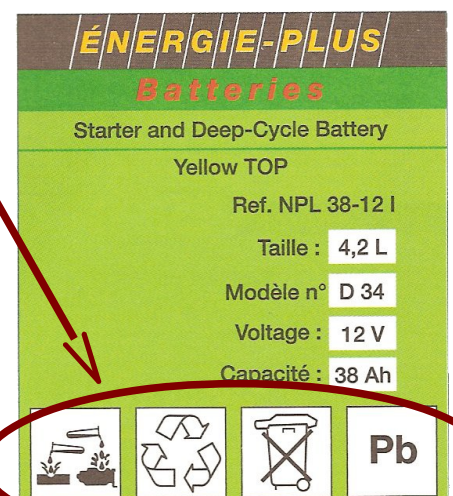 ÉNERGIE-PLUS
Batteries
Starter and Deep-Cycle Battery
Yellow TOP
Ref. NPL 38-12 I
Taille : 4,2 L
Modèle n° D 34
Voltage : 12 V
Capacité : 38 Ah
Pb